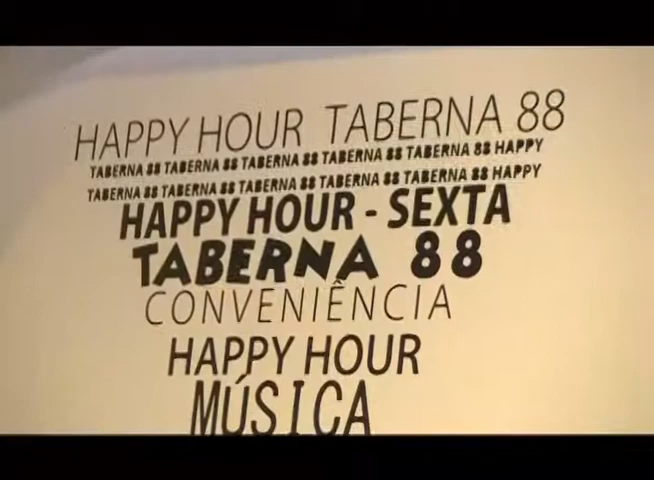 HAPPY HOUR TABERNA 88
TABERNA 88 TABERNA 88 TABERNA 88 TABERNA 88 TABERNA 88 HAPPY
TABERNA 88 TABERNA 88 TABERNA 88 TABERNA 88 TABERNA 88 HAPPY
HAPPY HOUR - SEXTA
TABERNA 88
CONVENIÊNCIA
HAPPY HOUR
MÚSICA